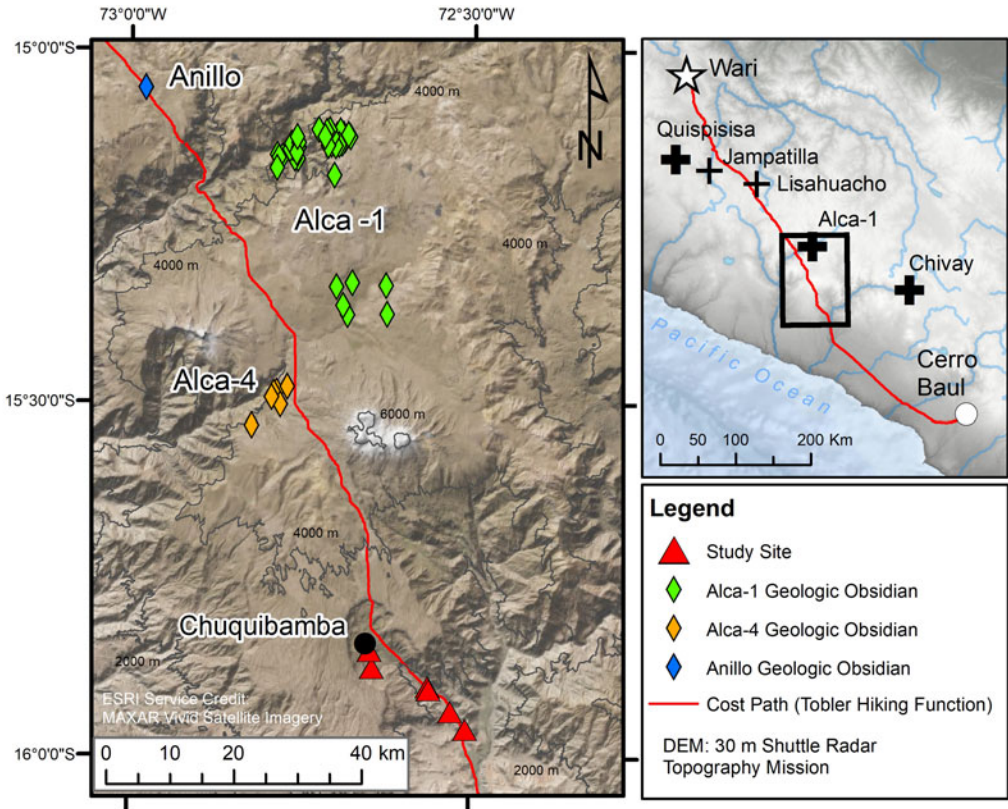 73°0'0"W
72°30'0"W
15°0'0"S
15°30'0"S
16°0'0"S
Anillo
4000 m
N
Alca -1
4000 m
4000 m
Alca-4
6000 m
4000 m
Chuquibamba
2000 m
ESRI Service Credit:
MAXAR Vivid Satellite Imagery
0 10 20 40 km
2000 m
Wari
Quispisisa
Jampatilla
Lisahuacho
Alca-1
Chivay
Pacific Ocean
Cerro
Baul
0 50 100 200 Km
Legend
Study Site
Alca-1 Geologic Obsidian
Alca-4 Geologic Obsidian
Anillo Geologic Obsidian
Cost Path (Tobler Hiking Function)
DEM: 30 m Shuttle Radar
Topography Mission